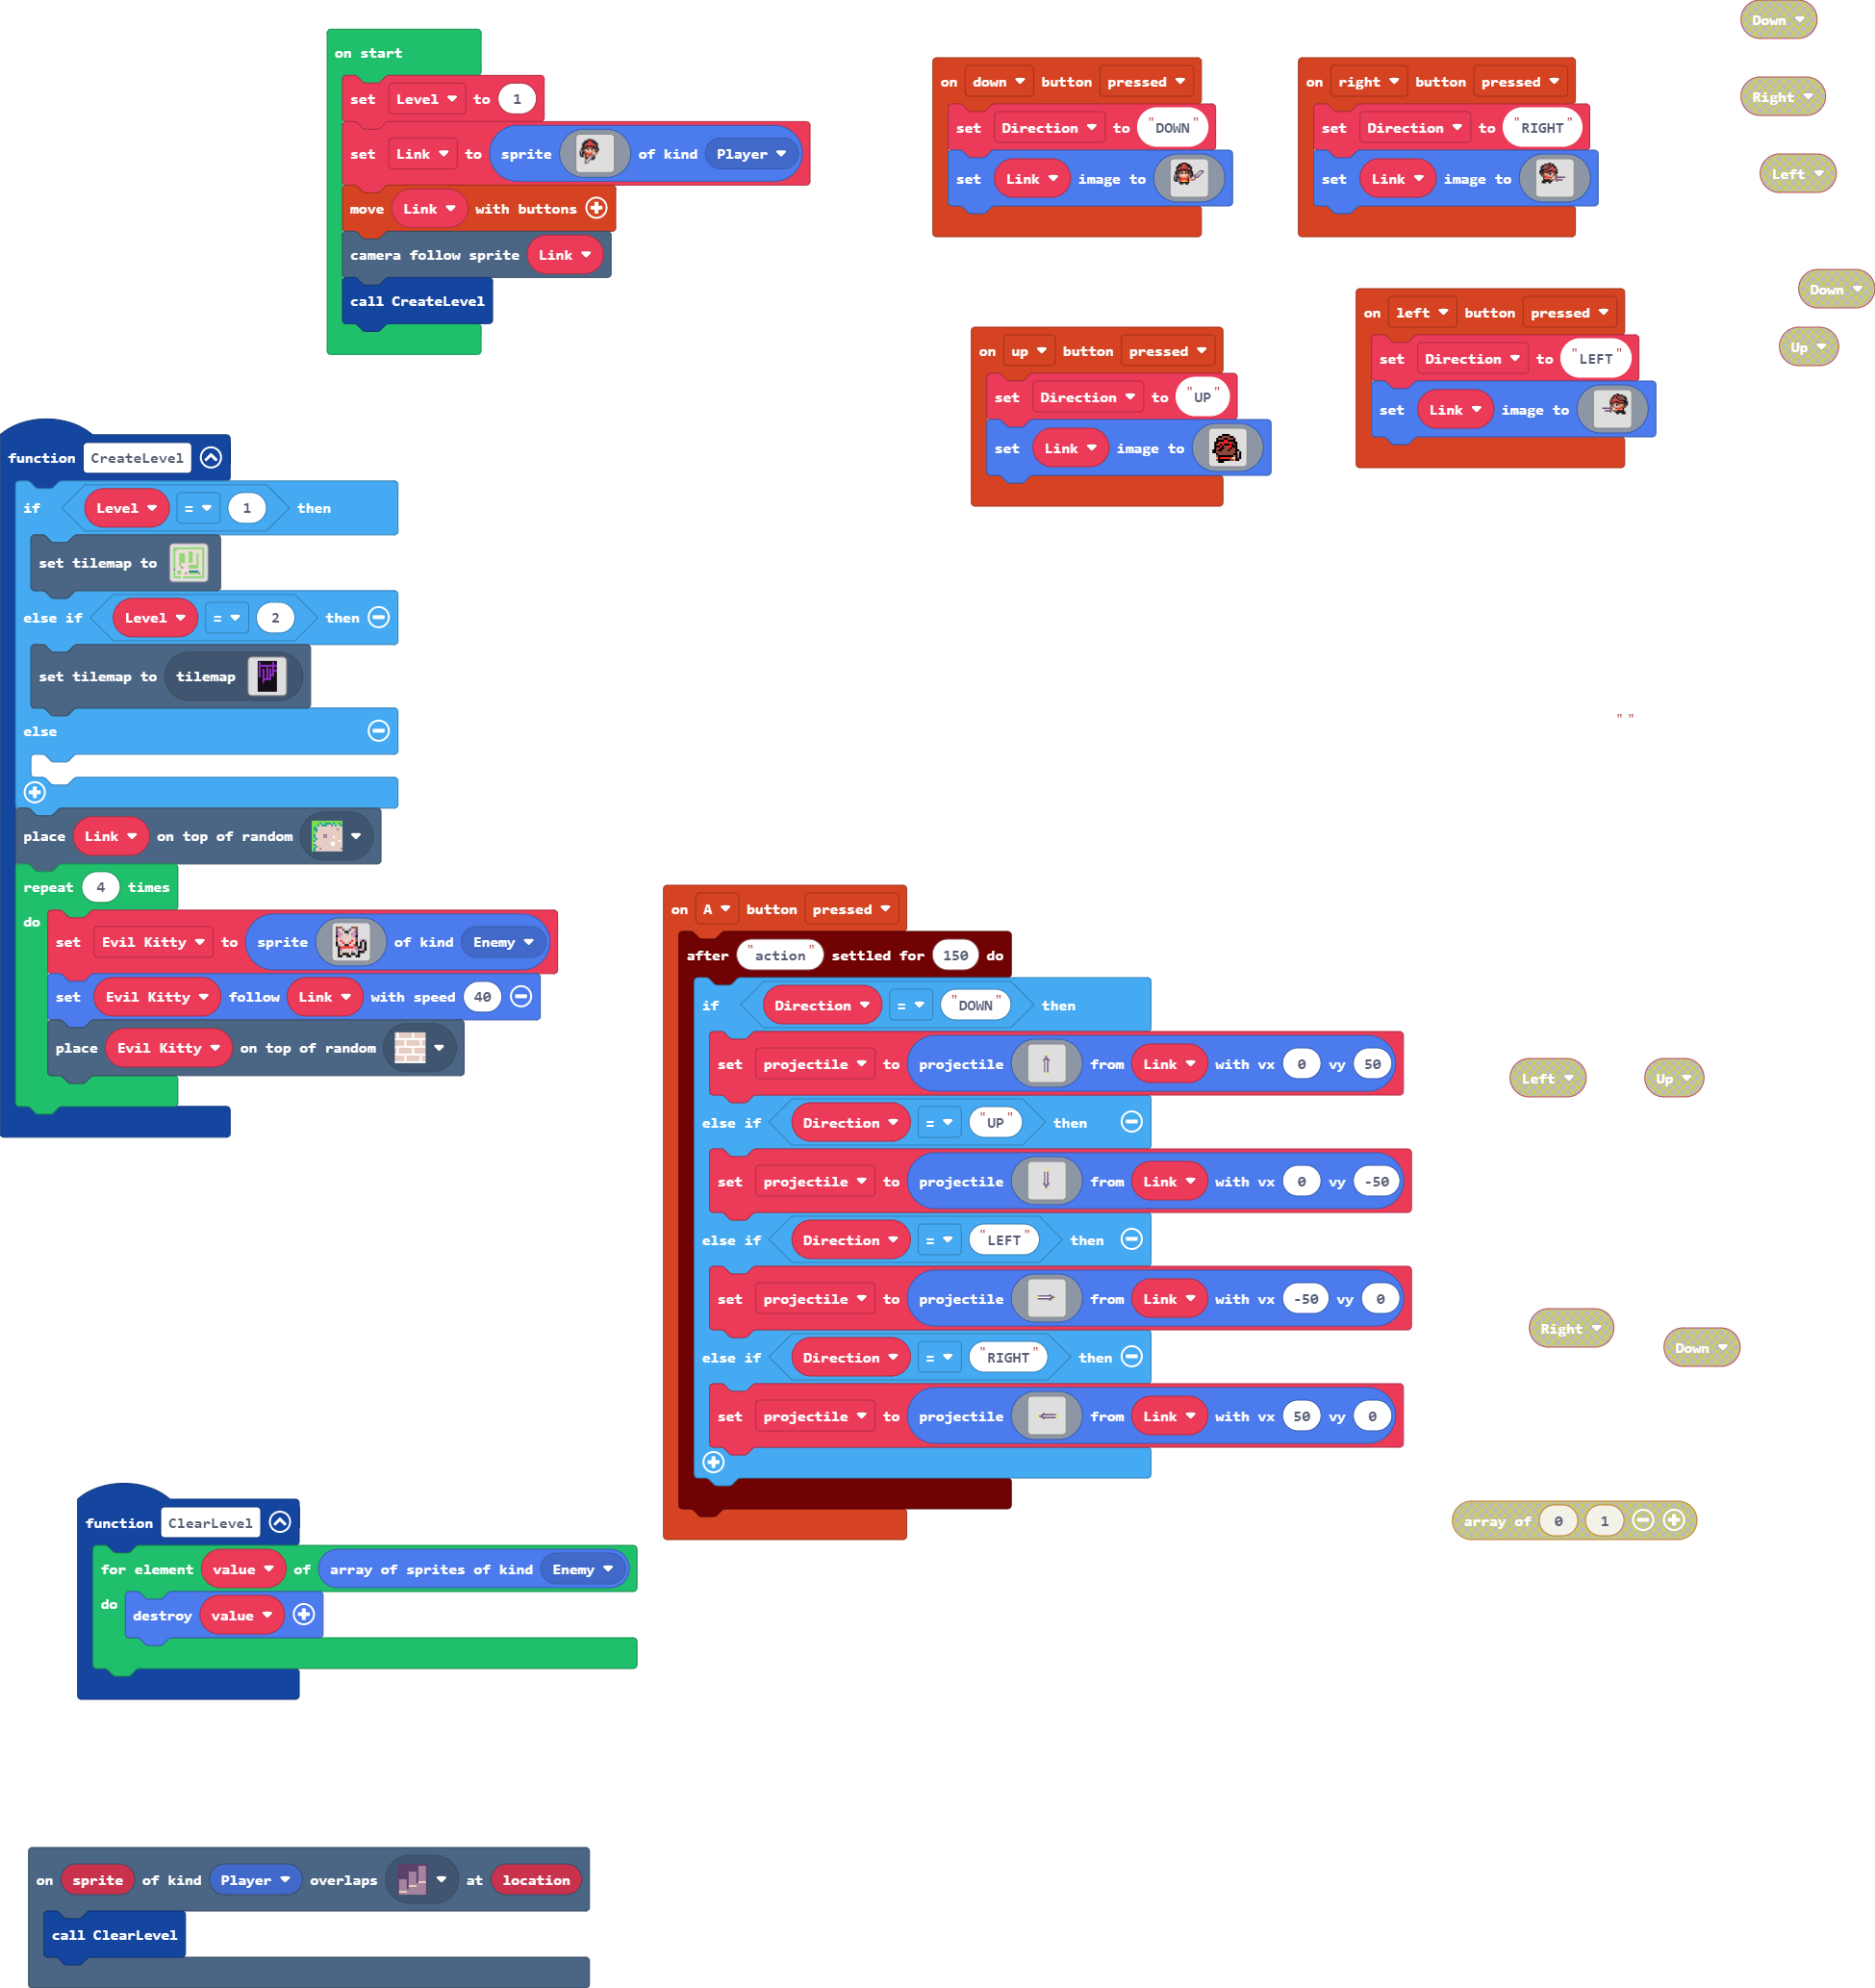 on start
set Level to 1
set Link to sprite of kind Player
move Link with buttons
camera follow sprite Link
call CreateLevel
on down button pressed
set Direction to "DOWN"
set Link image to
on right button pressed
set Direction to "RIGHT"
set Link image to
Down
Right
Left
on up button pressed
set Direction to "UP"
set Link image to
on left button pressed
set Direction to "LEFT"
set Link image to
Down
Up
function CreateLevel
if Level = 1 then
set tilemap to
else if Level = 2 then
set tilemap to tilemap
else
place Link on top of random
repeat 4 times
do
set Evil Kitty to sprite of kind Enemy
set Evil Kitty follow Link with speed 40
place Evil Kitty on top of random
" "
on A button pressed
after "action" settled for 150 do
if Direction = "DOWN" then
set projectile to projectile from Link with vx 0 vy 50
else if Direction = "UP" then
set projectile to projectile from Link with vx 0 vy -50
else if Direction = "LEFT" then
set projectile to projectile from Link with vx -50 vy 0
else if Direction = "RIGHT" then
set projectile to projectile from Link with vx 50 vy 0
Left
Up
Right
Down
array of 0 1
function ClearLevel
for element value of array of sprites of kind Enemy
do
destroy value
on sprite of kind Player overlaps at location
call ClearLevel